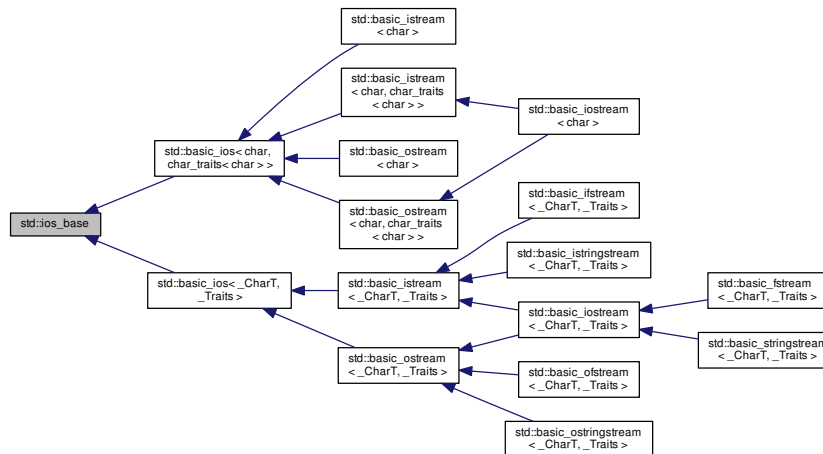 std::basic_istream
< char >
std::basic_istream
< char, char_traits
< char > >
std::basic_iostream
< char >
std::basic_ios< char,
char_traits< char > >
std::basic_ostream
< char >
std::basic_ostream
< char, char_traits
< char > >
std::ios_base
std::basic_ifstream
< _CharT, _Traits >
std::basic_istringstream
< _CharT, _Traits >
std::basic_ios< _CharT,
_Traits >
std::basic_istream
< _CharT, _Traits >
std::basic_fstream
< _CharT, _Traits >
std::basic_iostream
< _CharT, _Traits >
std::basic_stringstream
< _CharT, _Traits >
std::basic_ostream
< _CharT, _Traits >
std::basic_ofstream
< _CharT, _Traits >
std::basic_ostringstream
< _CharT, _Traits >